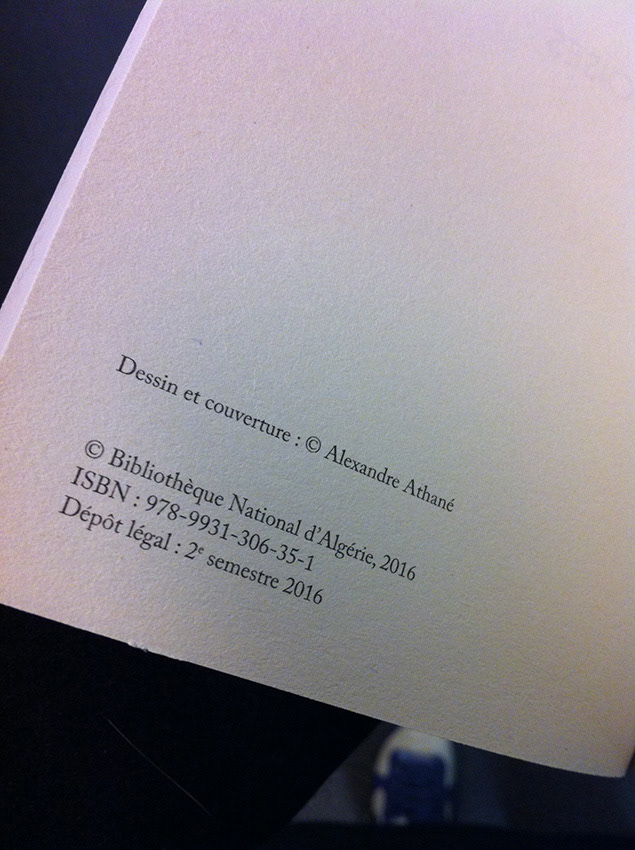 Dessin et couverture : © Alexandre Athané
© Bibliothèque National d'Algérie, 2016
ISBN : 978-9931-306-35-1
Dépôt légal : 2e semestre 2016